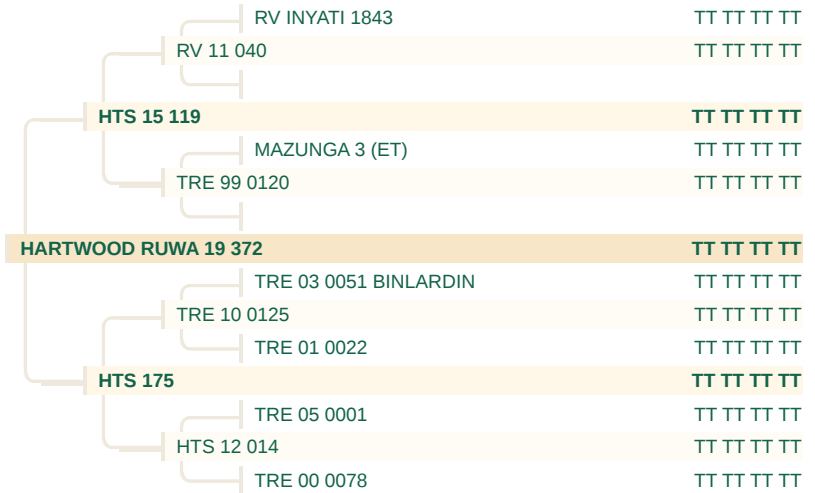 RV INYATI 1843 TT TT TT TT
RV 11 040 TT TT TT TT
HTS 15 119 TT TT TT TT
MAZUNGA 3 (ET) TT TT TT TT
TRE 99 0120 TT TT TT TT
HARTWOOD RUWA 19 372 TT TT TT TT
TRE 03 0051 BINLARDIN TT TT TT TT
TRE 10 0125 TT TT TT TT
TRE 01 0022 TT TT TT TT
HTS 175 TT TT TT TT
TRE 05 0001 TT TT TT TT
HTS 12 014 TT TT TT TT
TRE 00 0078 TT TT TT TT